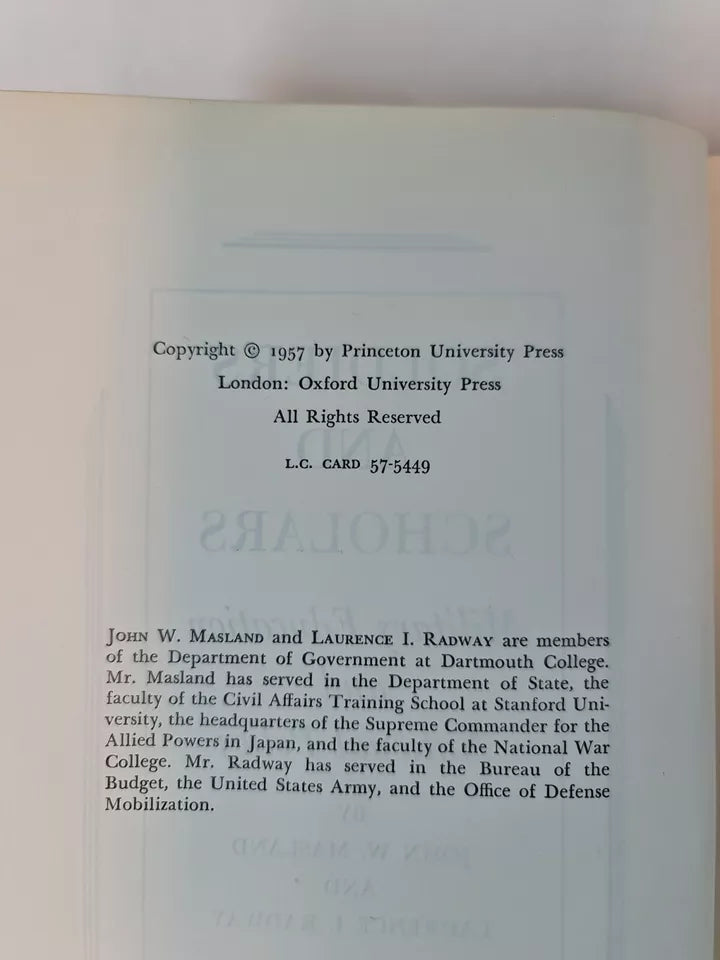 Copyright © 1957 by Princeton University Press
London: Oxford University Press
All Rights Reserved
L.C. CARD 57-5449
JOHN W. MASLAND and LAURENCE I. RADWAY are members
of the Department of Government at Dartmouth College.
Mr. Masland has served in the Department of State, the
faculty of the Civil Affairs Training School at Stanford Uni-
versity, the headquarters of the Supreme Commander for the
Allied Powers in Japan, and the faculty of the National War
College. Mr. Radway has served in the Bureau of the
Budget, the United States Army, and the Office of Defense
Mobilization.